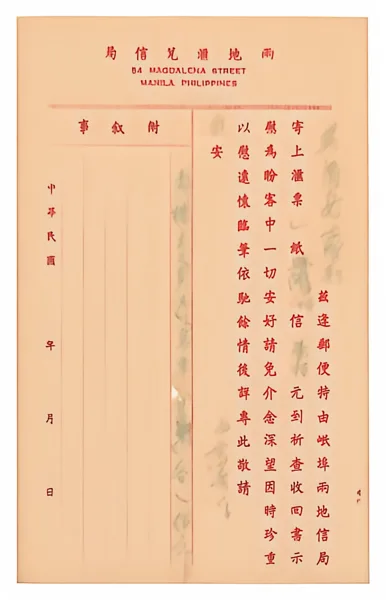 兩地滙兌信局
84 MAGDALENA STREET
MANILA PHILIPPINES
茲逢郵便特由岷埠兩地信局
寄上滙票 紙 信 元到祈查收囘書示
慰為盼客中一切安好請免介念深望因時珍重
以慰遠懷臨筆依馳餘情後詳專此敬請
安
附敘事
中華民國 年 月 日